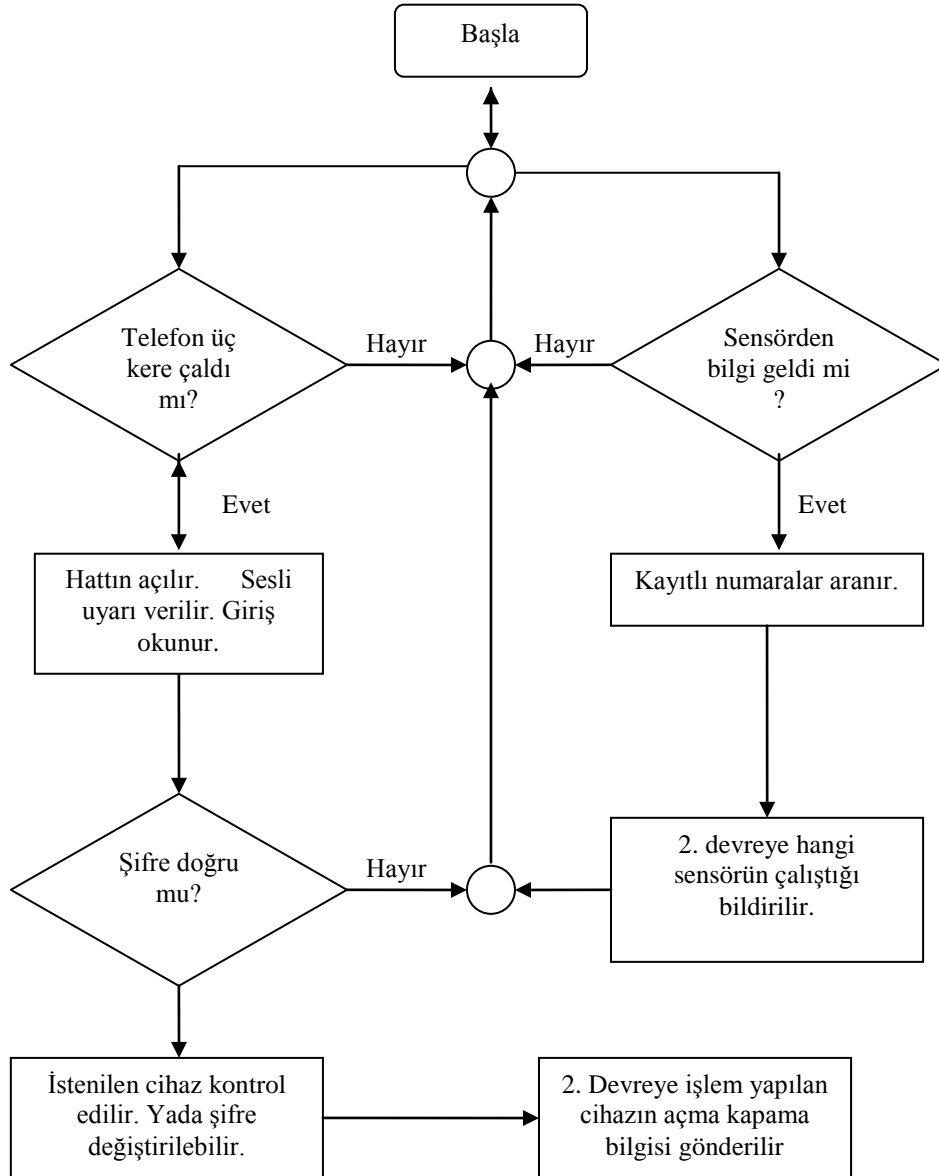 Başla
Telefon üç
kere çaldı
mı?
Hayır
Hayır
Sensörden
bilgi geldi mi
?
Evet
Evet
Hattın açılır. Sesli
uyarı verilir. Giriş
okunur.
Kayıtlı numaralar aranır.
Şifre doğru
mu?
Hayır
2. devreye hangi
sensörün çalıştığı
bildirilir.
İstenilen cihaz kontrol
edilir. Yada şifre
değiştirilebilir.
2. Devreye işlem yapılan
cihazın açma kapama
bilgisi gönderilir